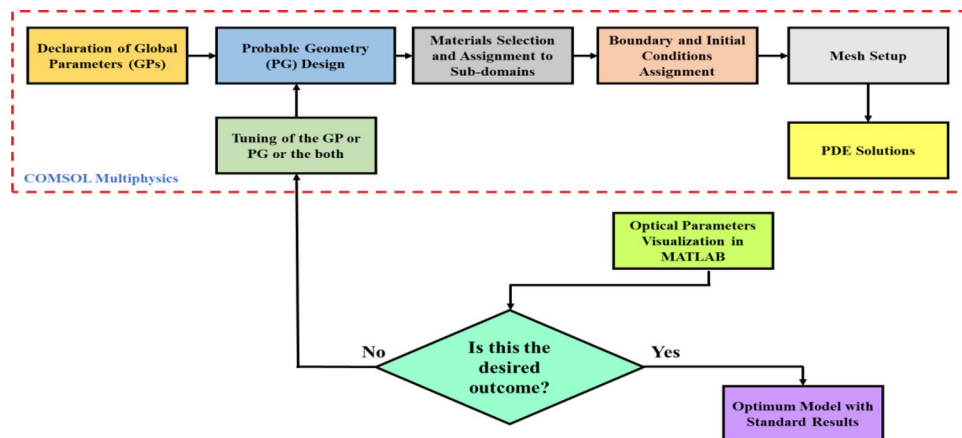 Declaration of Global
Parameters (GPs)
Probable Geometry
(PG) Design
Materials Selection
and Assignment to
Sub-domains
Boundary and Initial
Conditions
Assignment
Mesh Setup
Tuning of the GP or
PG or the both
PDE Solutions
COMSOL Multiphysics
Optical Parameters
Visualization in
MATLAB
Is this the
desired
outcome?
No
Yes
Optimum Model with
Standard Results